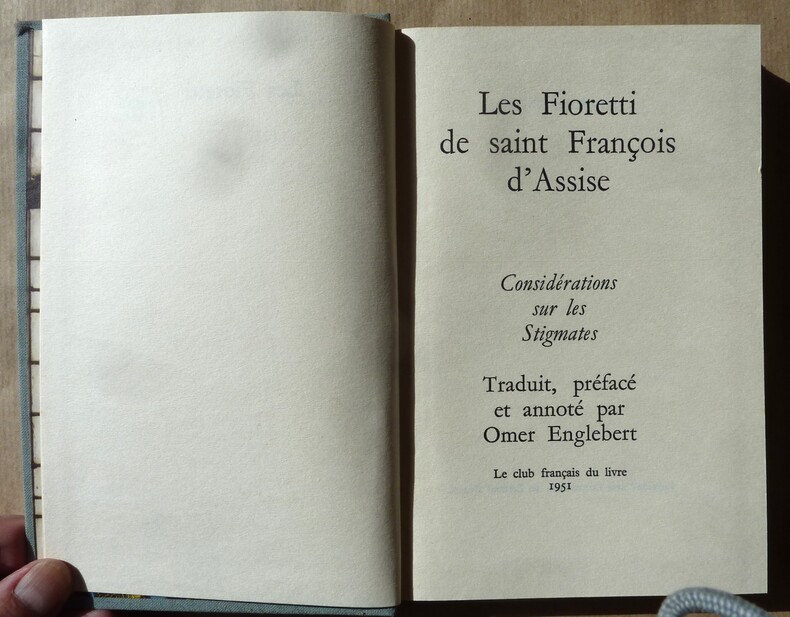 Les Fioretti
de saint François
d'Assise
Considérations
sur les
Stigmates
Traduit, préfacé
et annoté par
Omer Englebert
Le club français du livre
1951